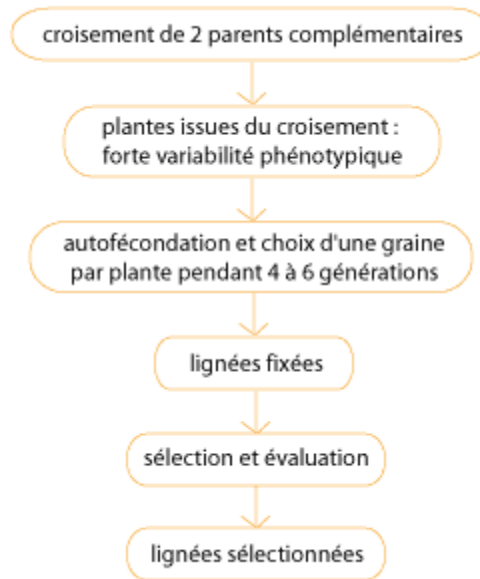 croisement de 2 parents complémentaires
plantes issues du croisement :
forte variabilité phénotypique
autofécondation et choix d'une graine
par plante pendant 4 à 6 générations
lignées fixées
sélection et évaluation
lignées sélectionnées